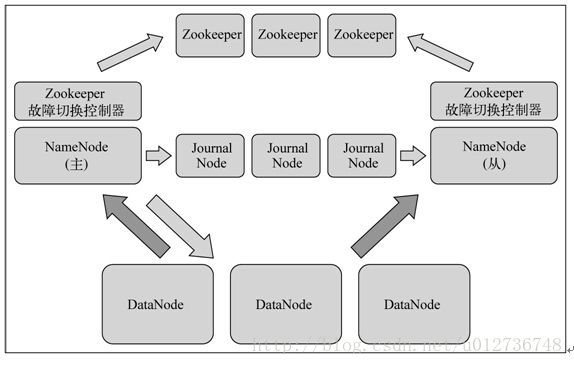 Zookeeper Zookeeper Zookeeper
Zookeeper
故障切换控制器
Zookeeper
故障切换控制器
NameNode
(主)
Journal
Node
Journal
Node
Journal
Node
NameNode
(从)
DataNode
DataNode
DataNode
http://blog.csdn.net/u012736748